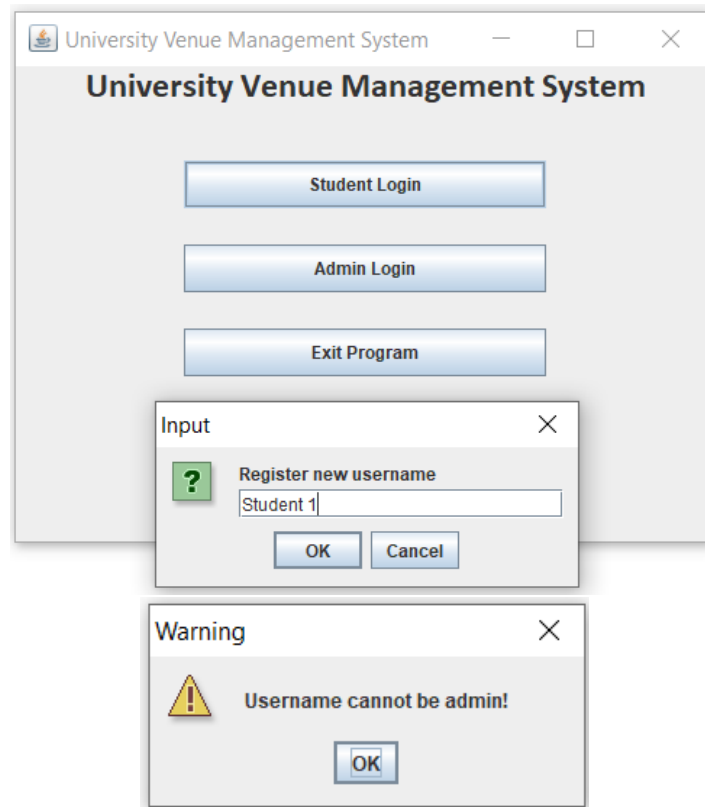 University Venue Management System
University Venue Management System
Student Login
Admin Login
Exit Program
Input
?
Register new username
Student 1
OK
Cancel
Warning
!
Username cannot be admin!
OK